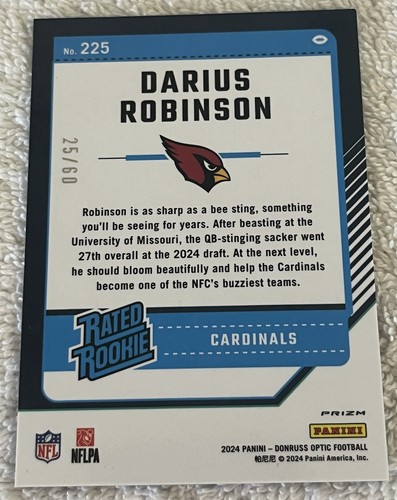 No. 225
DARIUS
ROBINSON
25/60
Robinson is as sharp as a bee sting, something
you'll be seeing for years. After beasting at the
University of Missouri, the QB-stinging sacker went
27th overall at the 2024 draft. At the next level,
he should bloom beautifully and help the Cardinals
become one of the NFC's buzziest teams.
RATED
ROOKIE
CARDINALS
PRIZM
PANINI
NFL
NFLPA
2024 PANINI – DONRUSS OPTIC FOOTBALL
帕尼尼 © 2024 Panini America, Inc.